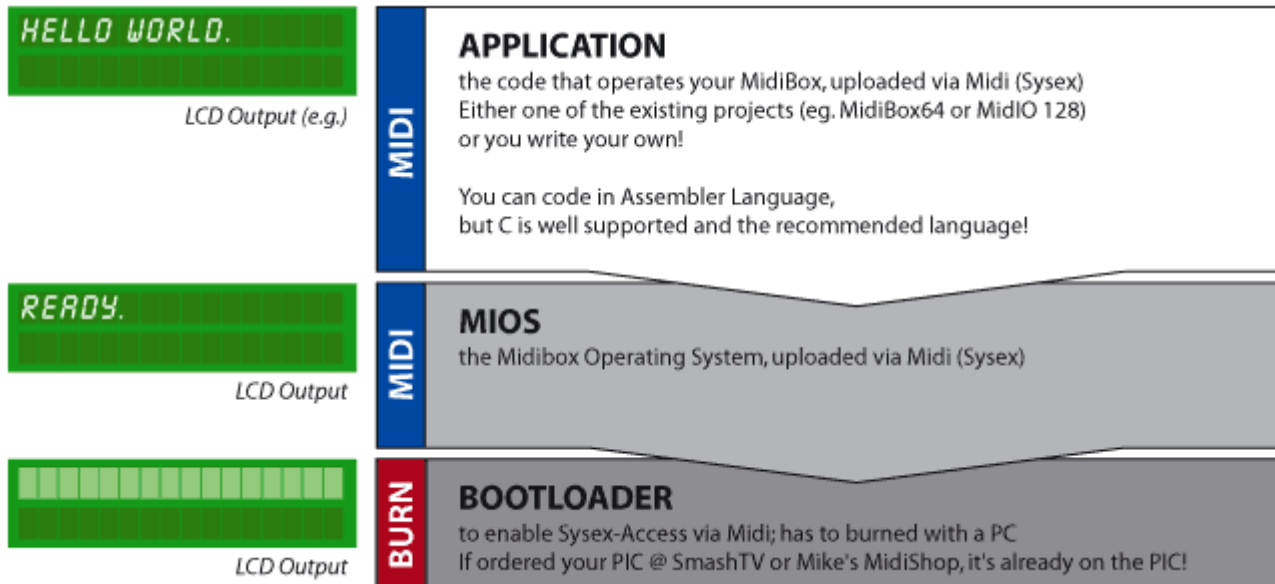 HELLO WORLD.
LCD Output (e.g.)
MIDI
APPLICATION
the code that operates your MidiBox, uploaded via Midi (Sysex)
Either one of the existing projects (eg. MidiBox64 or MidIO 128)
or you write your own!
You can code in Assembler Language,
but C is well supported and the recommended language!
READY.
LCD Output
MIDI
MIOS
the Midibox Operating System, uploaded via Midi (Sysex)
LCD Output
BURN
BOOTLOADER
to enable Sysex-Access via Midi; has to burned with a PC
If ordered your PIC @ SmashTV or Mike's MidiShop, it's already on the PIC!